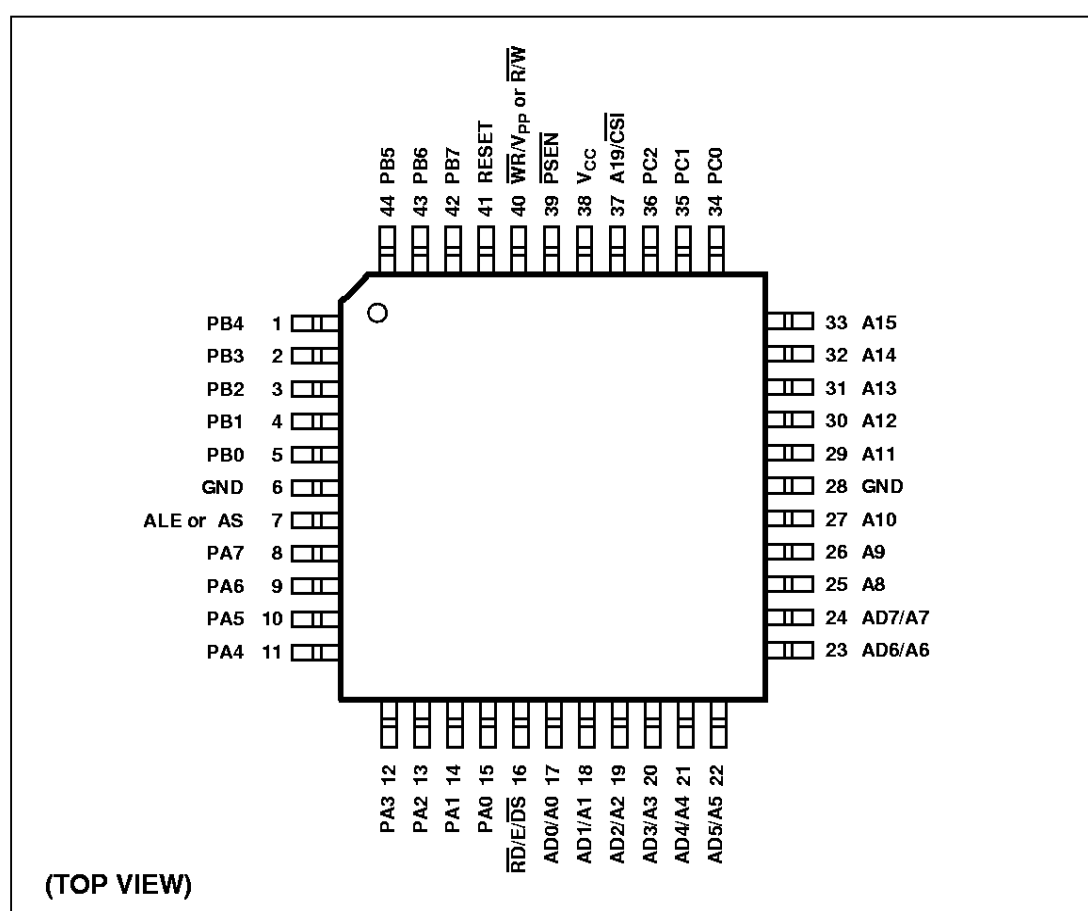 44 PB5
43 PB6
42 PB7
41 RESET
40 W̅R̅/VPP or R̅/̅W̅
39 P̅S̅E̅N̅
38 VCC
37 A19/C̅S̅I̅
36 PC2
35 PC1
34 PC0
PB4 1
PB3 2
PB2 3
PB1 4
PB0 5
GND 6
ALE or AS 7
PA7 8
PA6 9
PA5 10
PA4 11
33 A15
32 A14
31 A13
30 A12
29 A11
28 GND
27 A10
26 A9
25 A8
24 AD7/A7
23 AD6/A6
PA3 12
PA2 13
PA1 14
PA0 15
R̅D̅/E/D̅S̅ 16
AD0/A0 17
AD1/A1 18
AD2/A2 19
AD3/A3 20
AD4/A4 21
AD5/A5 22
(TOP VIEW)